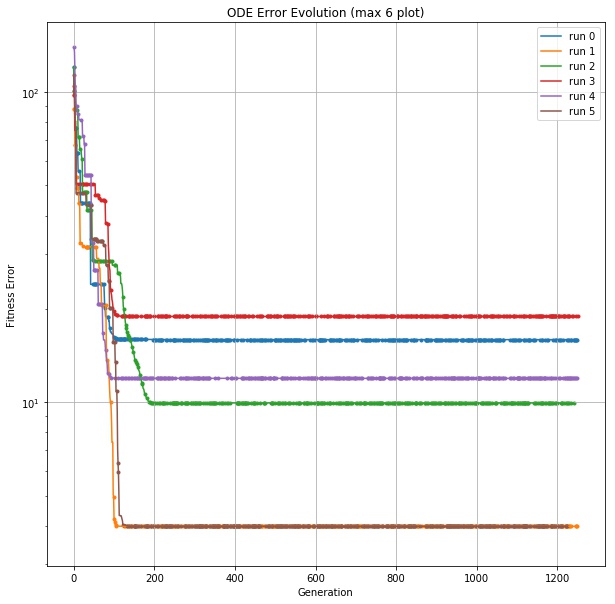 ODE Error Evolution (max 6 plot)
run 0
run 1
run 2
run 3
run 4
run 5
10²
10¹
Fitness Error
0 200 400 600 800 1000 1200
Generation